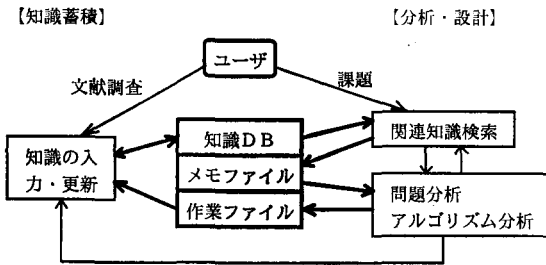 【知識蓄積】
【分析・設計】
ユーザ
文献調査
課題
知識の入
力・更新
知識DB
メモファイル
作業ファイル
関連知識検索
問題分析
アルゴリズム分析